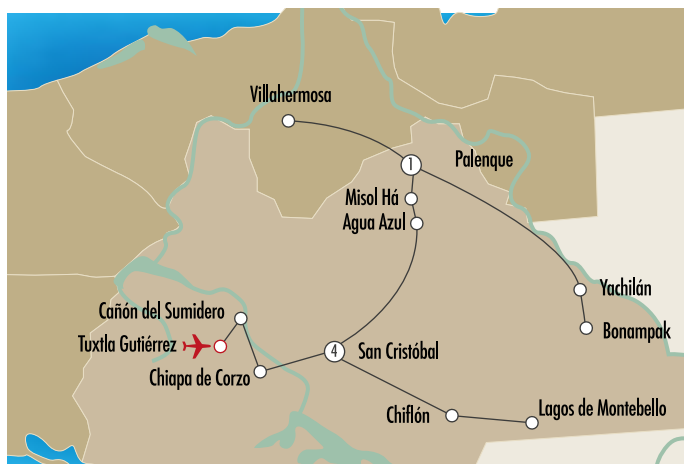 Villahermosa
1
Palenque
Misol Há
Agua Azul
Yachilán
Cañón del Sumidero
Bonampak
Tuxtla Gutiérrez
4
San Cristóbal
Chiapa de Corzo
Chiflón
Lagos de Montebello